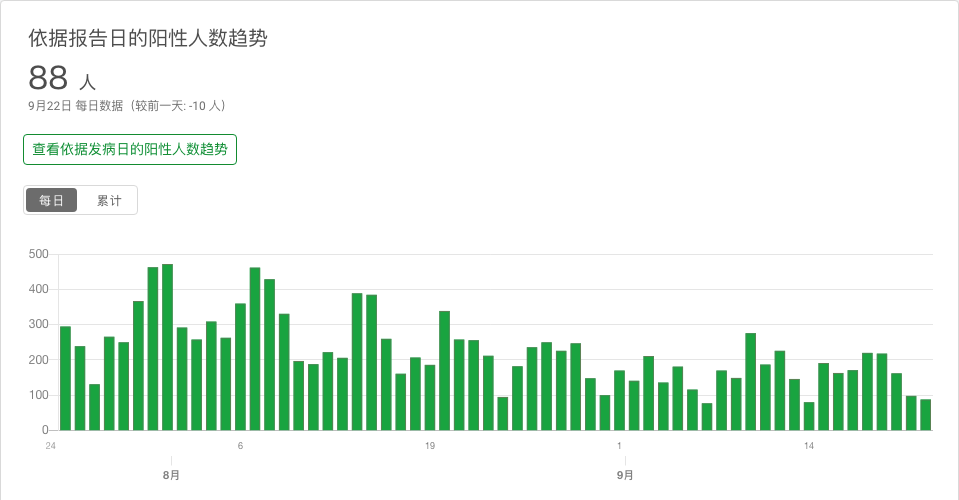 依据报告日的阳性人数趋势
88 人
9月22日 每日数据（较前一天: -10 人）
查看依据发病日的阳性人数趋势
每日 累计
500
400
300
200
100
0
24 6 19 1 14
8月 9月